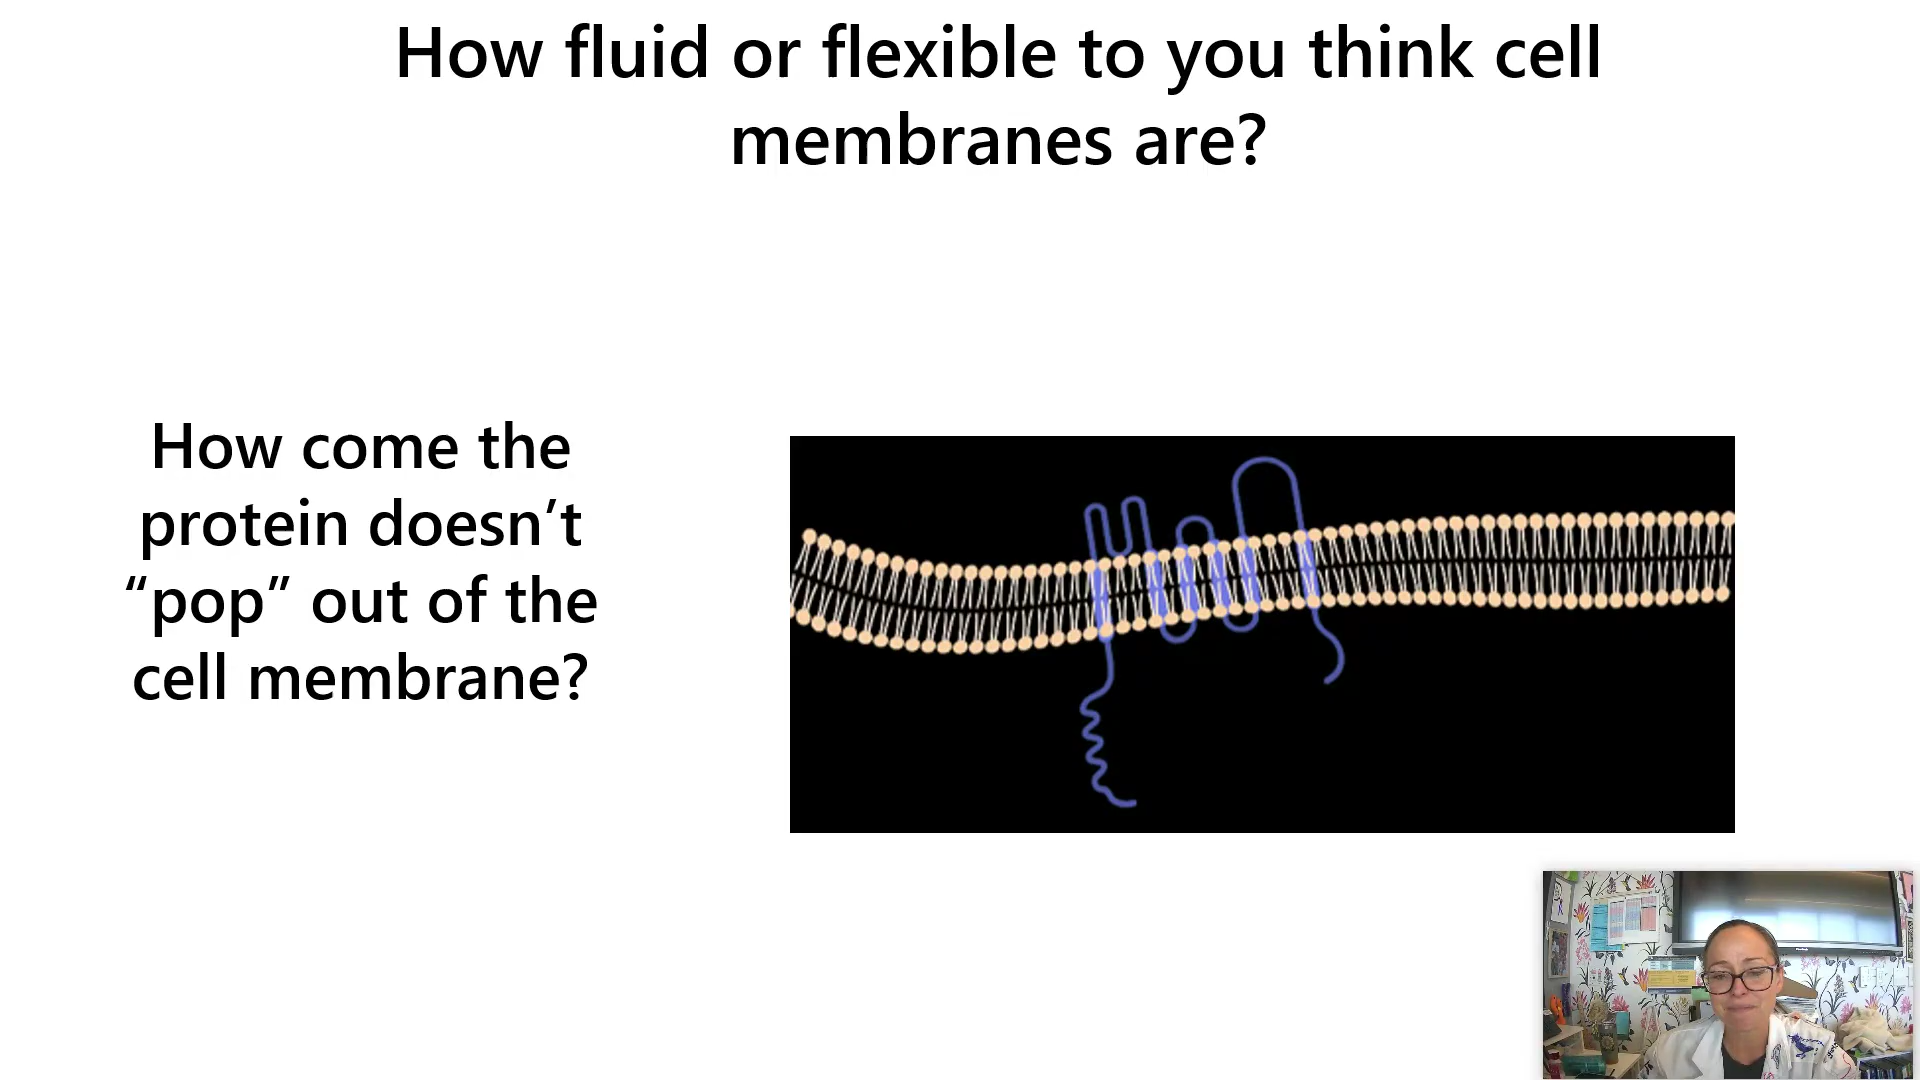 How fluid or flexible to you think cell
membranes are?
How come the
protein doesn’t
“pop” out of the
cell membrane?